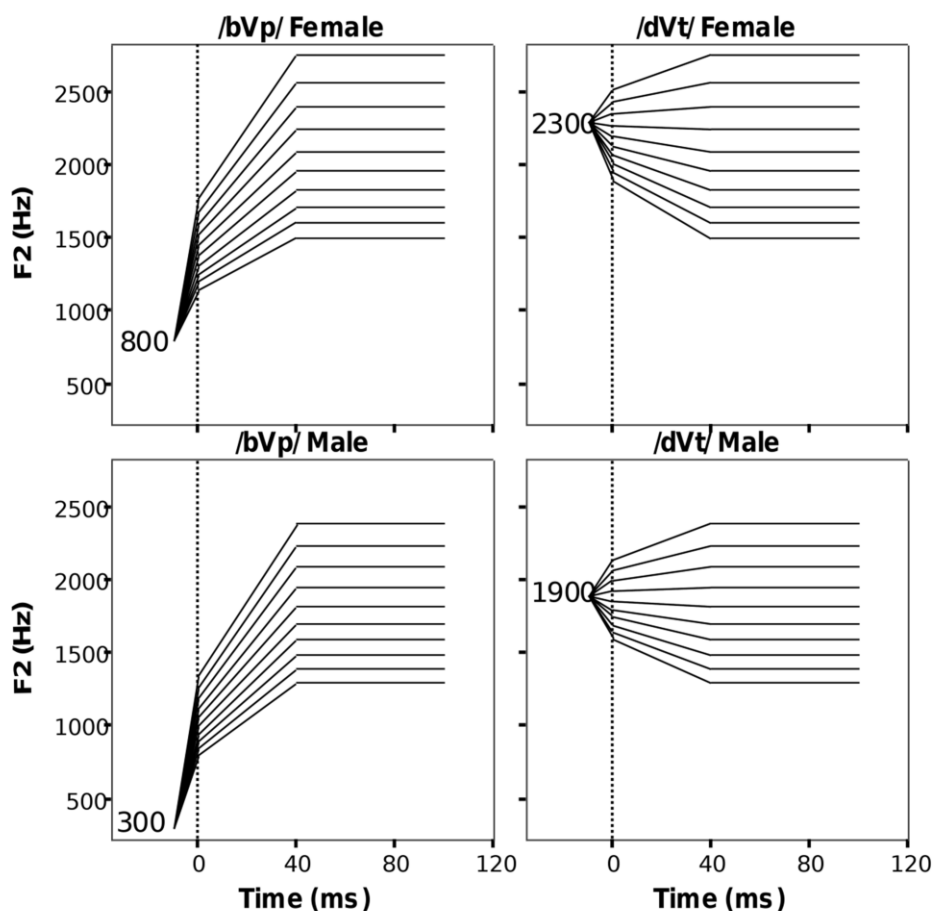 /bVp/ Female
/dVt/ Female
F2 (Hz)
2500
2000
1500
1000
500
800
2300
/bVp/ Male
/dVt/ Male
F2 (Hz)
2500
2000
1500
1000
500
300
1900
0 40 80 120
0 40 80 120
Time (ms)
Time (ms)